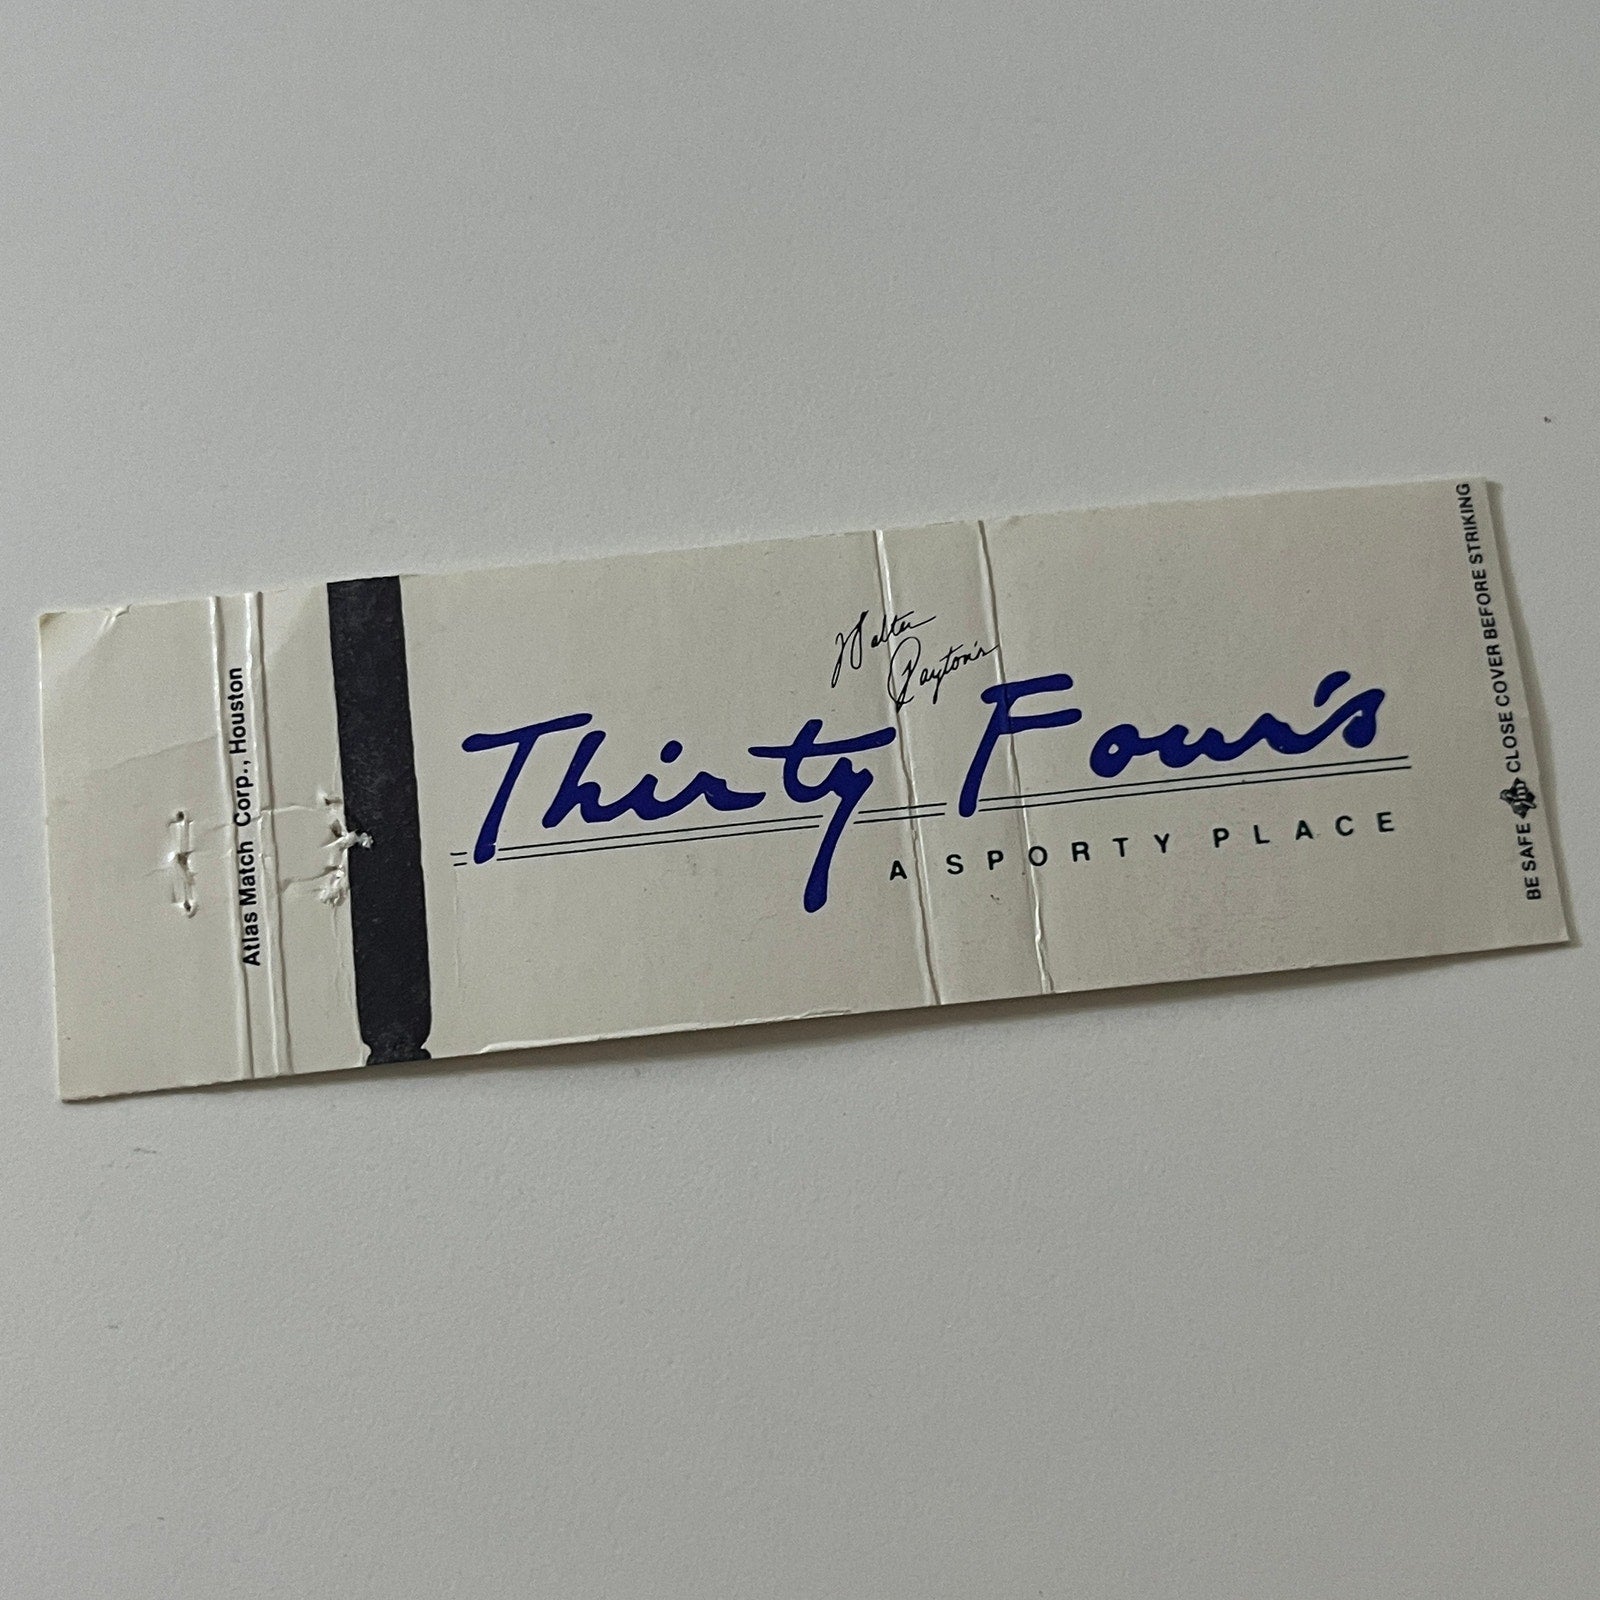 Atlas Match Corp., Houston
Walter
Payton's
Thirty Four's
A SPORTY PLACE
BE SAFE CLOSE COVER BEFORE STRIKING